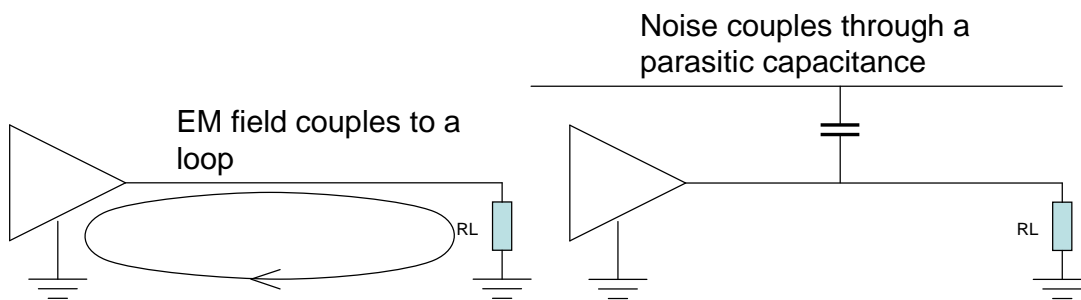 Noise couples through a
parasitic capacitance
EM field couples to a
loop
RL
RL